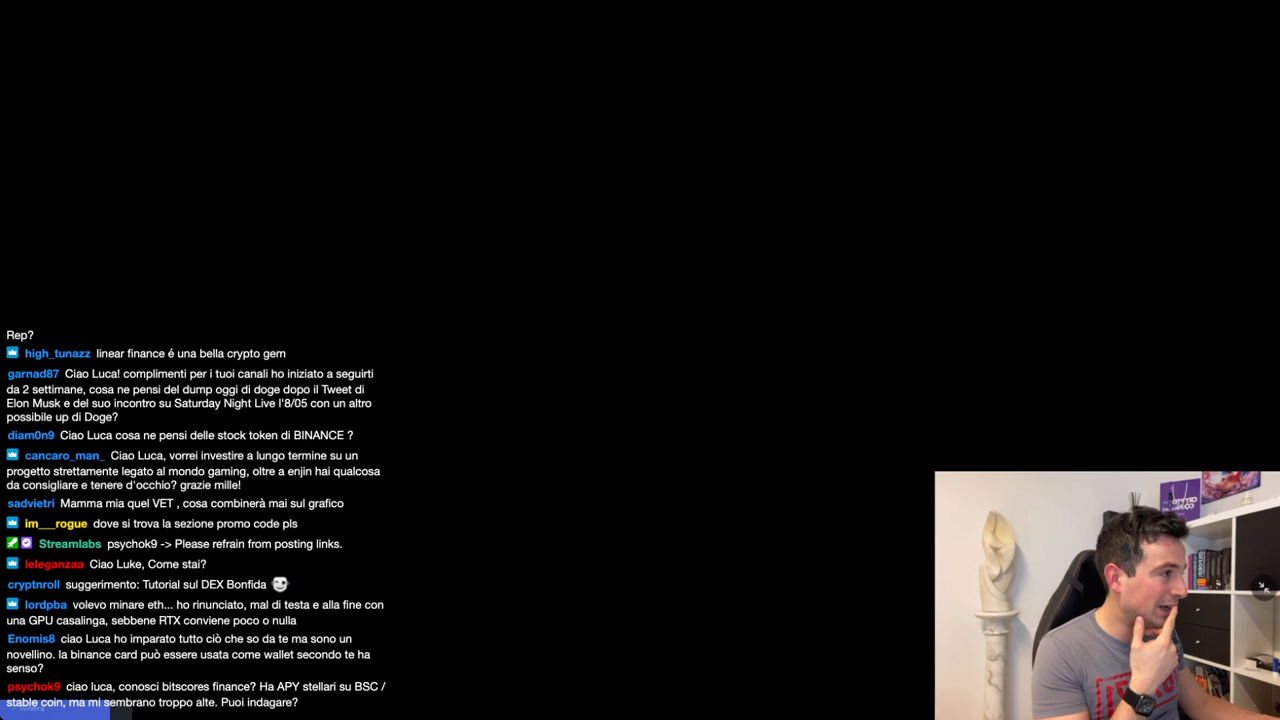 Rep?
high_tunazz linear finance é una bella crypto gem
garnad87 Ciao Luca! complimenti per i tuoi canali ho iniziato a seguirti
da 2 settimane, cosa ne pensi del dump oggi di doge dopo il Tweet di
Elon Musk e del suo incontro su Saturday Night Live l'8/05 con un altro
possibile up di Doge?
diam0n9 Ciao Luca cosa ne pensi delle stock token di BINANCE ?
cancaro_man_ Ciao Luca, vorrei investire a lungo termine su un
progetto strettamente legato al mondo gaming, oltre a enjin hai qualcosa
da consigliare e tenere d'occhio? grazie mille!
sadvietri Mamma mia quel VET , cosa combinerà mai sul grafico
im___rogue dove si trova la sezione promo code pls
Streamlabs psychok9 -> Please refrain from posting links.
leleganzaa Ciao Luke, Come stai?
cryptnroll suggerimento: Tutorial sul DEX Bonfida
lordpba volevo minare eth... ho rinunciato, mal di testa e alla fine con
una GPU casalinga, sebbene RTX conviene poco o nulla
Enomis8 ciao Luca ho imparato tutto ciò che so da te ma sono un
novellino. la binance card può essere usata come wallet secondo te ha
senso?
psychok9 ciao luca, conosci bitscores finance? Ha APY stellari su BSC /
stable coin, ma mi sembrano troppo alte. Puoi indagare?